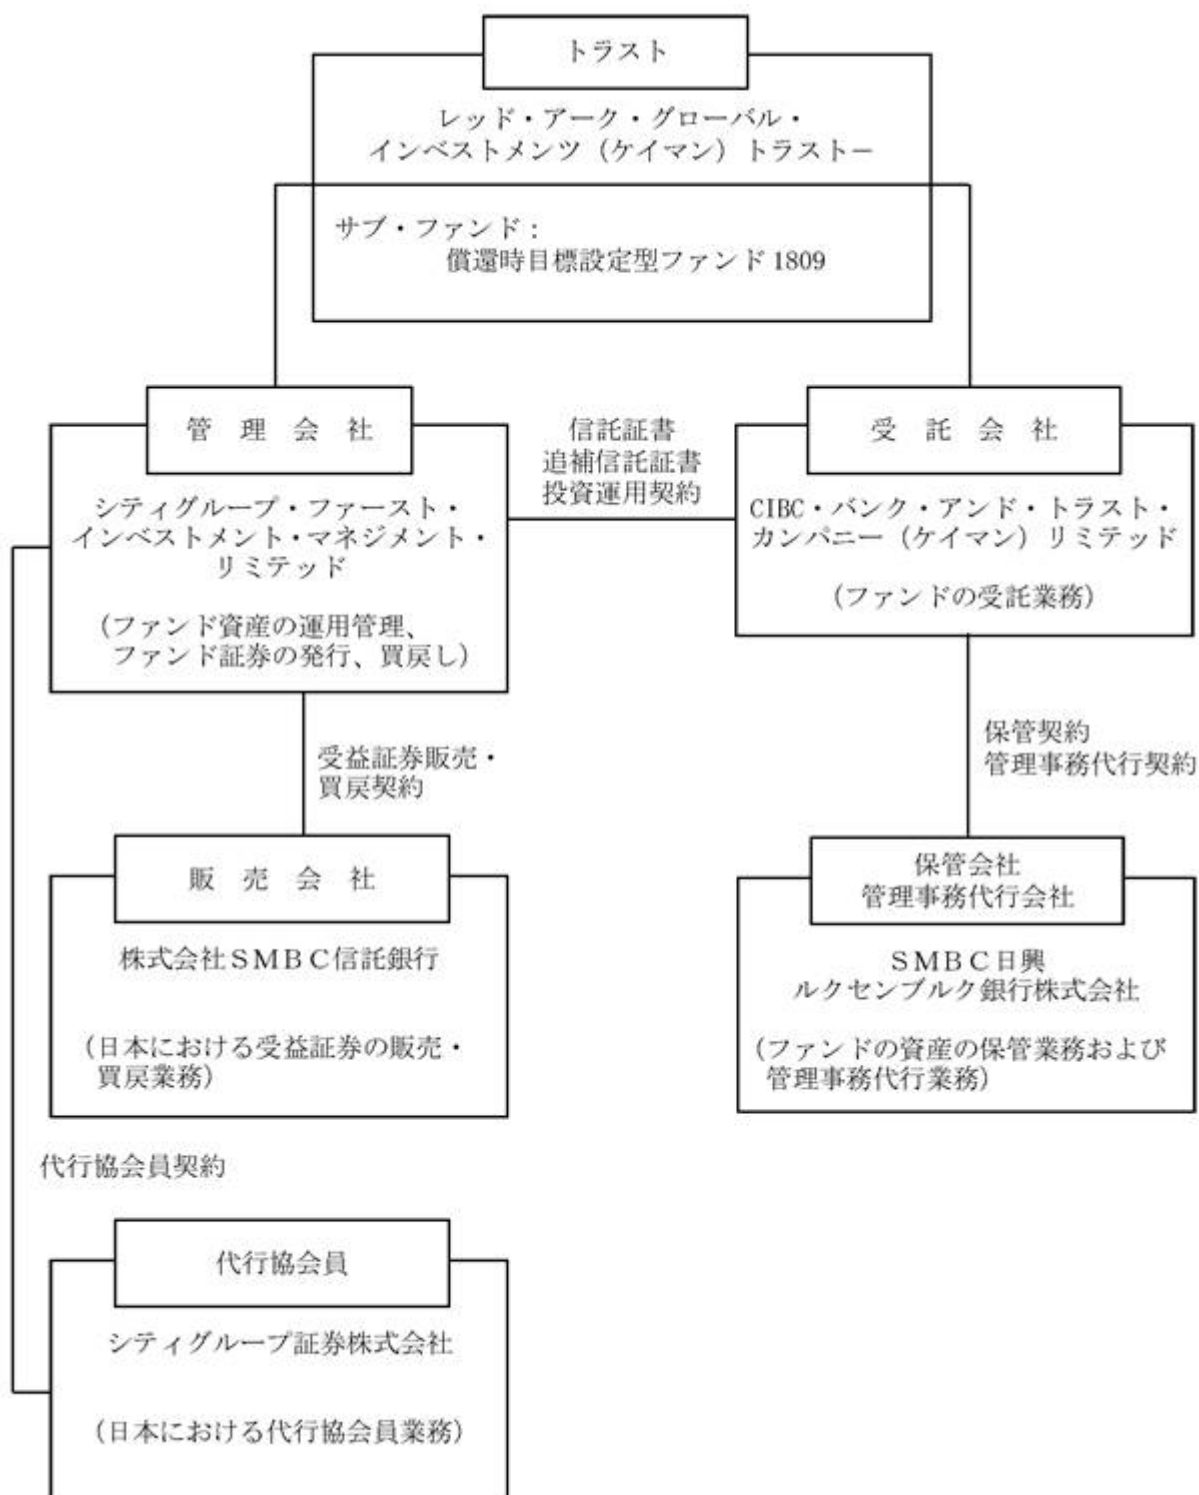 トラスト
レッド・アーク・グローバル・
インベストメンツ（ケイマン）トラスト－
サブ・ファンド：
償還時目標設定型ファンド 1809
管理会社
シティグループ・ファースト・
インベストメント・マネジメント・
リミテッド
（ファンド資産の運用管理、
ファンド証券の発行、買戻し）
信託証書
追補信託証書
投資運用契約
受託会社
CIBC・バンク・アンド・トラスト・
カンパニー（ケイマン）リミテッド
（ファンドの受託業務）
受益証券販売・
買戻契約
保管契約
管理事務代行契約
販売会社
株式会社ＳＭＢＣ信託銀行
（日本における受益証券の販売・
買戻業務）
保管会社
管理事務代行会社
ＳＭＢＣ日興
ルクセンブルク銀行株式会社
（ファンドの資産の保管業務および
管理事務代行業務）
代行協会員契約
代行協会員
シティグループ証券株式会社
（日本における代行協会員業務）